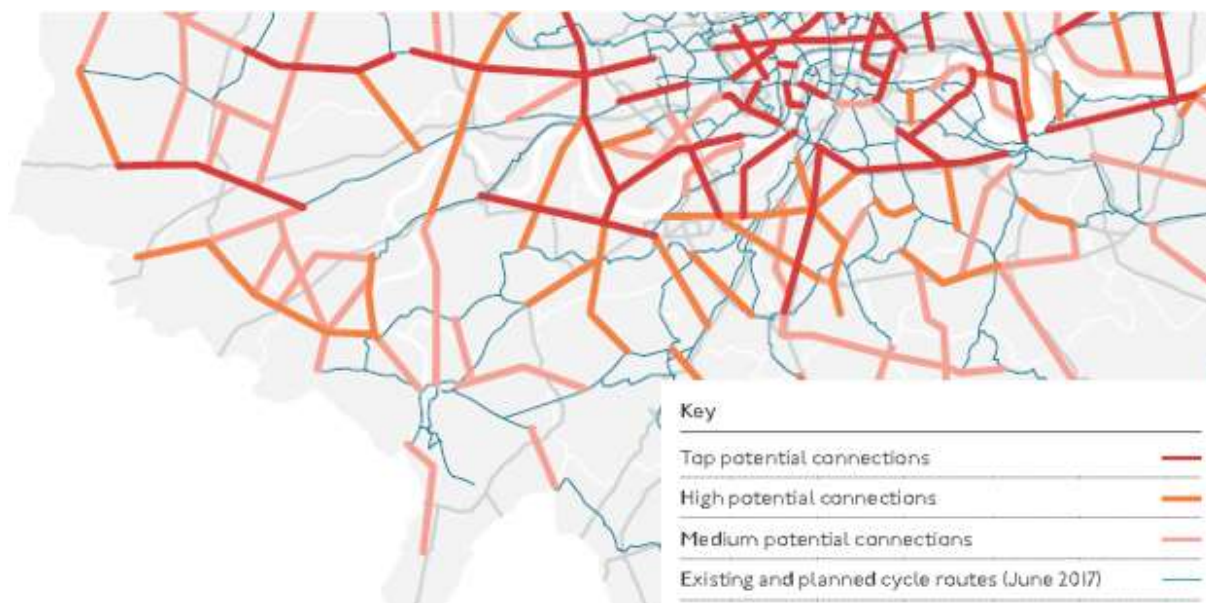 Key
Top potential connections
High potential connections
Medium potential connections
Existing and planned cycle routes (June 2017)